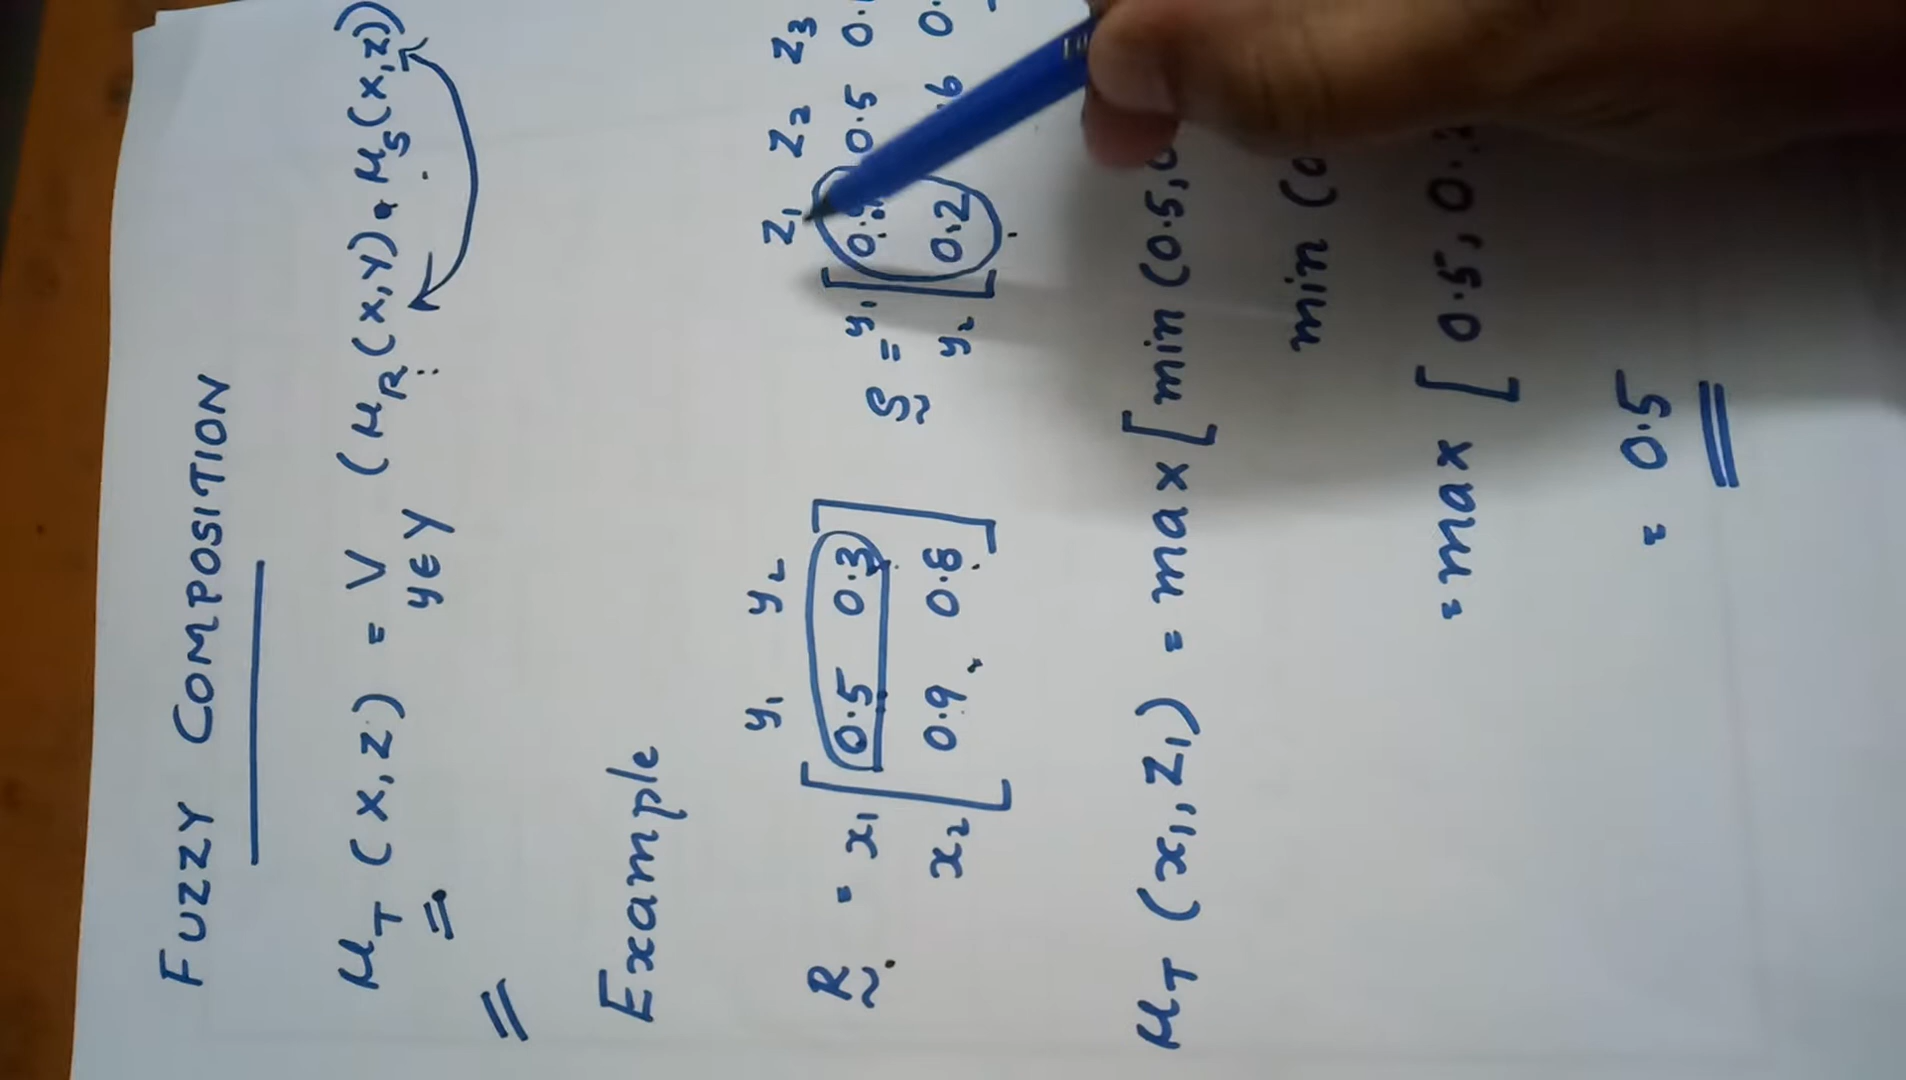 FUZZY COMPOSITION
μT (x,z) = V (μR(x,y) • μS(x,z))
y∈Y
Example
y1 y2
z1 z2 z3
R = x1 [ 0.5 0.3 ]
x2 0.9 0.8
S = y1 [ 0.5
y2 0.2
μT (x1,z1) = max [ min (0.5,
min (
= max [ 0.5, 0.
= 0.5